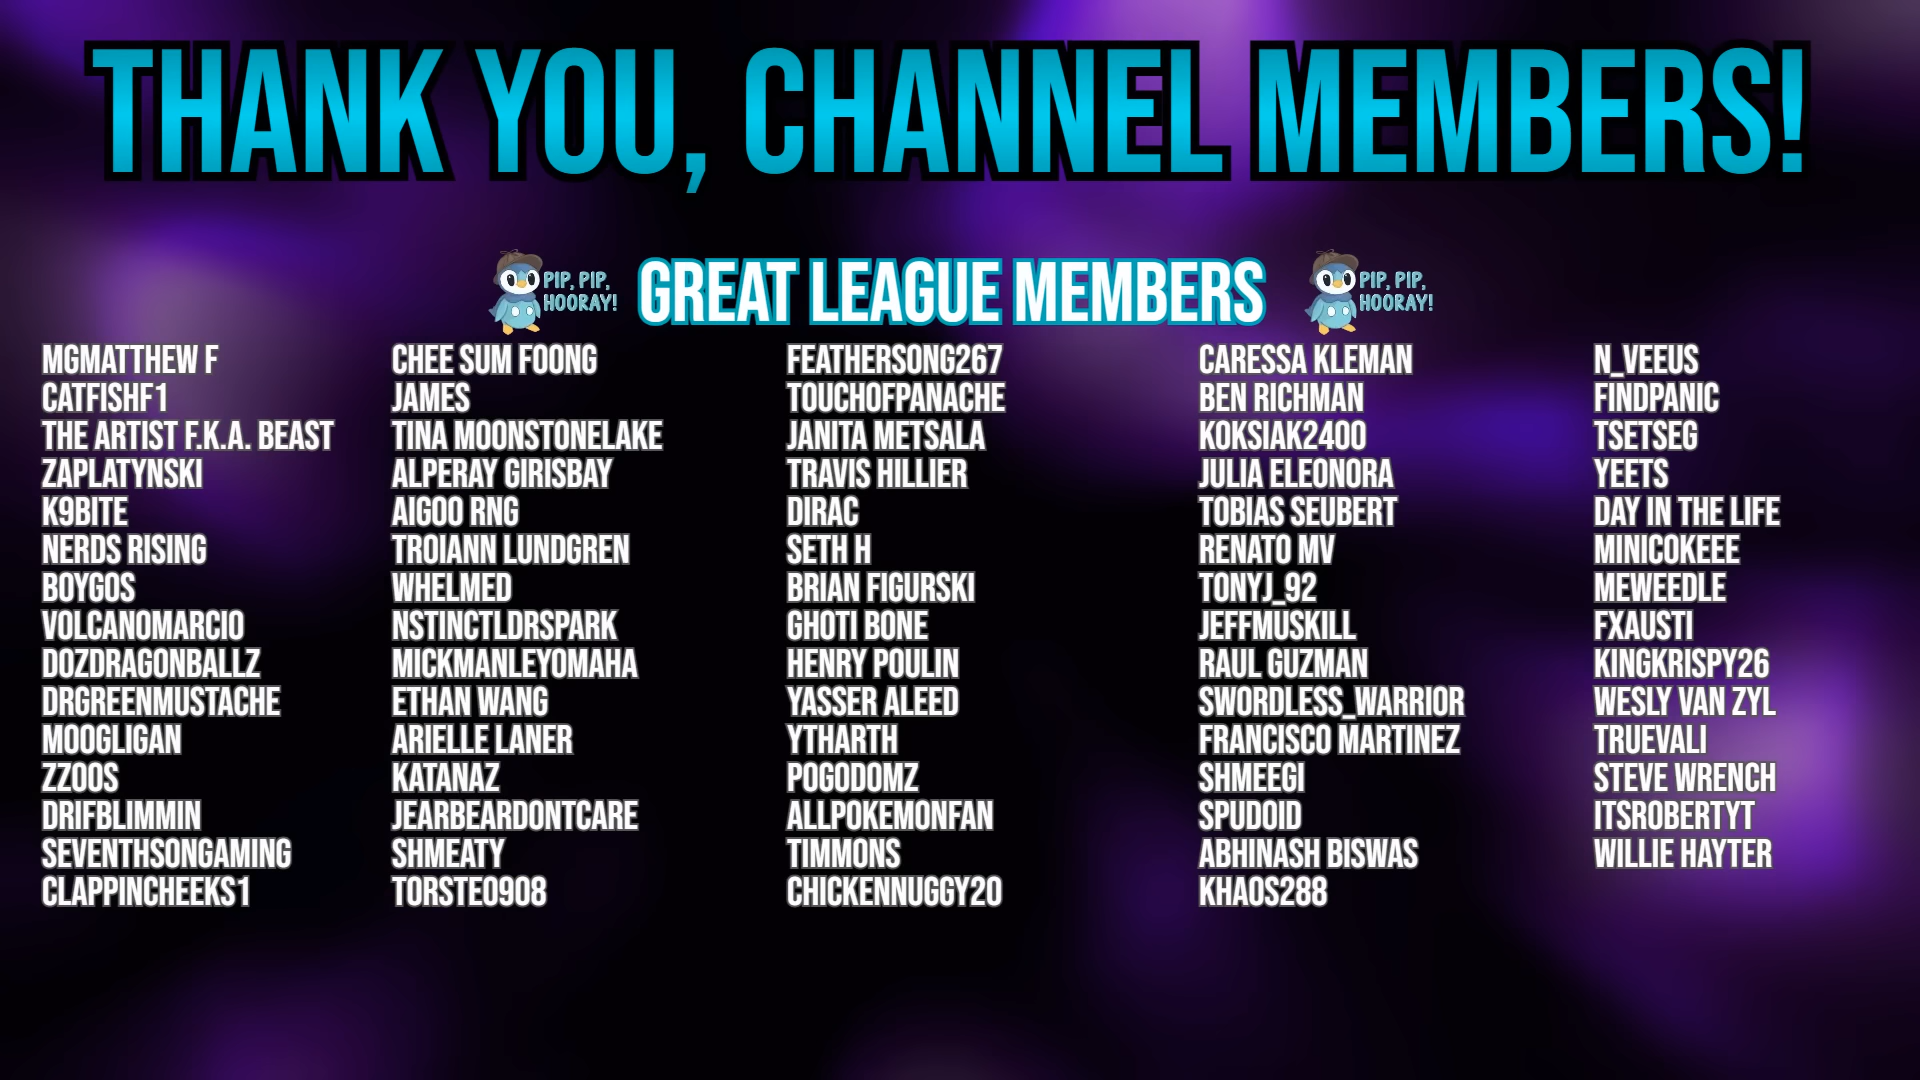 THANK YOU, CHANNEL MEMBERS!
PIP, PIP,
HOORAY!
GREAT LEAGUE MEMBERS
PIP, PIP,
HOORAY!
MGMATTHEW F
CATFISHF1
THE ARTIST F.K.A. BEAST
ZAPLATYNSKI
K9BITE
NERDS RISING
BOYGOS
VOLCANOMARCIO
DOZDRAGONBALLZ
DRGREENMUSTACHE
MOOGLIGAN
ZZOOS
DRIFBLIMMIN
SEVENTHSONGAMING
CLAPPINCHEEKS1
CHEE SUM FOONG
JAMES
TINA MOONSTONELAKE
ALPERAY GIRISBAY
AIGOO RNG
TROIANN LUNDGREN
WHELMED
NSTINCTLDRSPARK
MICKMANLEYOMAHA
ETHAN WANG
ARIELLE LANER
KATANAZ
JEARBEARDONTCARE
SHMEATY
TORSTE0908
FEATHERSONG267
TOUCHOFPANACHE
JANITA METSALA
TRAVIS HILLIER
DIRAC
SETH H
BRIAN FIGURSKI
GHOTI BONE
HENRY POULIN
YASSER ALEED
YTHARTH
POGODOMZ
ALLPOKEMONFAN
TIMMONS
CHICKENNUGGY20
CARESSA KLEMAN
BEN RICHMAN
KOKSIAK2400
JULIA ELEONORA
TOBIAS SEUBERT
RENATO MV
TONYJ_92
JEFFMUSKILL
RAUL GUZMAN
SWORDLESS_WARRIOR
FRANCISCO MARTINEZ
SHMEEGI
SPUDOID
ABHINASH BISWAS
KHAOS288
N_VEEUS
FINDPANIC
TSETSEG
YEETS
DAY IN THE LIFE
MINICOKEEE
MEWEEDLE
FXAUSTI
KINGKRISPY26
WESLY VAN ZYL
TRUEVALI
STEVE WRENCH
ITSROBERTYT
WILLIE HAYTER